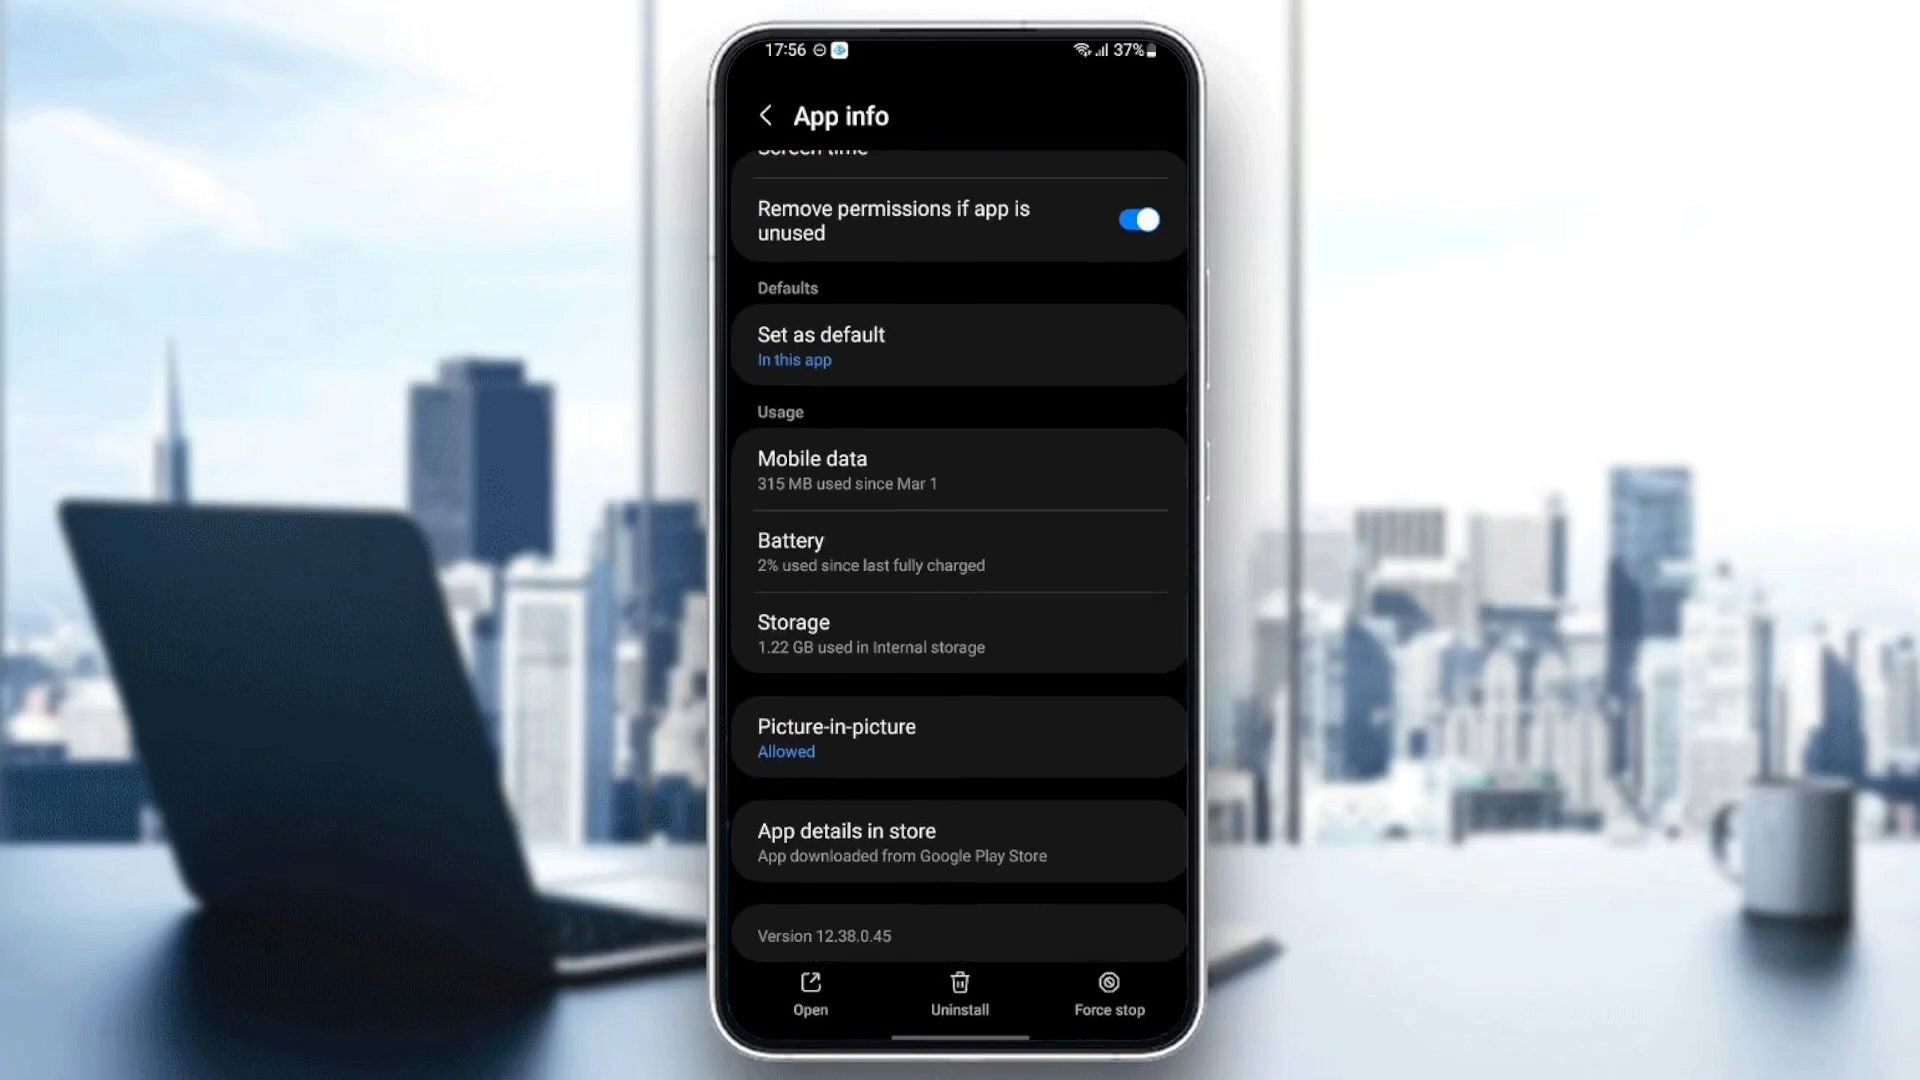 17:56 37%
App info
Screen time
Remove permissions if app is
unused
Defaults
Set as default
In this app
Usage
Mobile data
315 MB used since Mar 1
Battery
2% used since last fully charged
Storage
1.22 GB used in Internal storage
Picture-in-picture
Allowed
App details in store
App downloaded from Google Play Store
Version 12.38.0.45
Open Uninstall Force stop